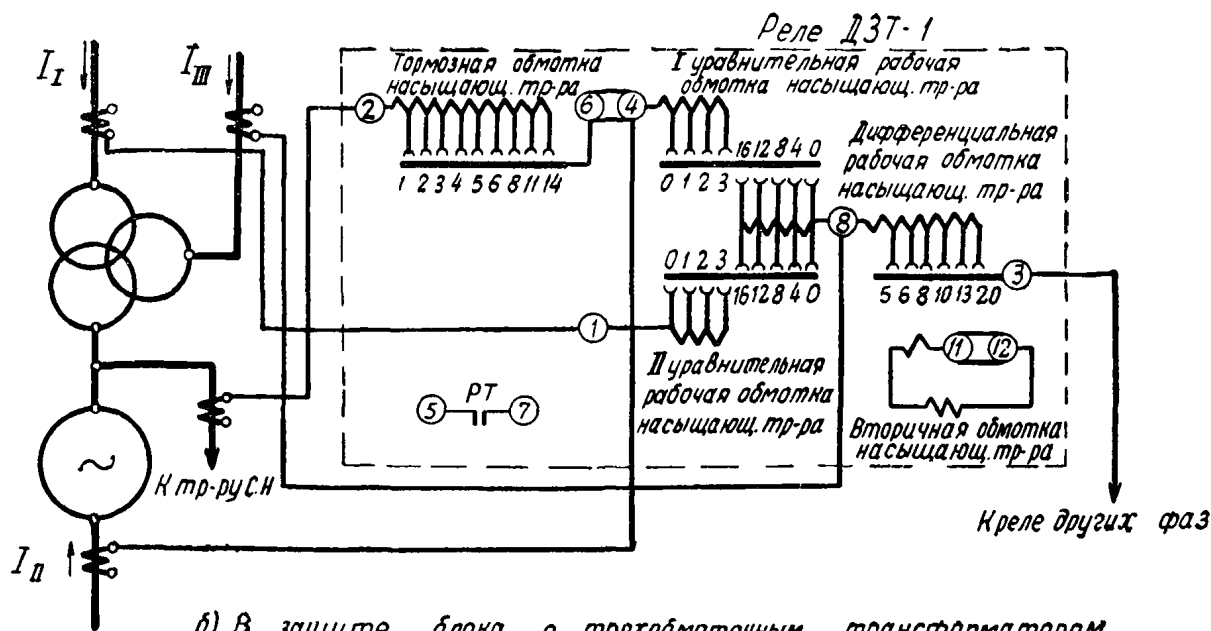 Реле ДЗТ-1
I_I
I_III
Тормозная обмотка
насыщающ. тр-ра
I уравнительная рабочая
обмотка насыщающ. тр-ра
2
6
4
Дифференциальная
рабочая обмотка
насыщающ. тр-ра
16 12 8 4 0
1 2 3 4 5 6 8 11 14
0 1 2 3
8
0 1 2 3
16 12 8 4 0
5 6 8 10 13 20
3
1
II уравнительная
рабочая обмотка
насыщающ. тр-ра
11
12
РТ
5
7
Вторичная обмотка
насыщающ. тр-ра
~
К тр-ру С.Н
К реле других фаз
I_II
б) В защите блока с трехобмоточным трансформатором